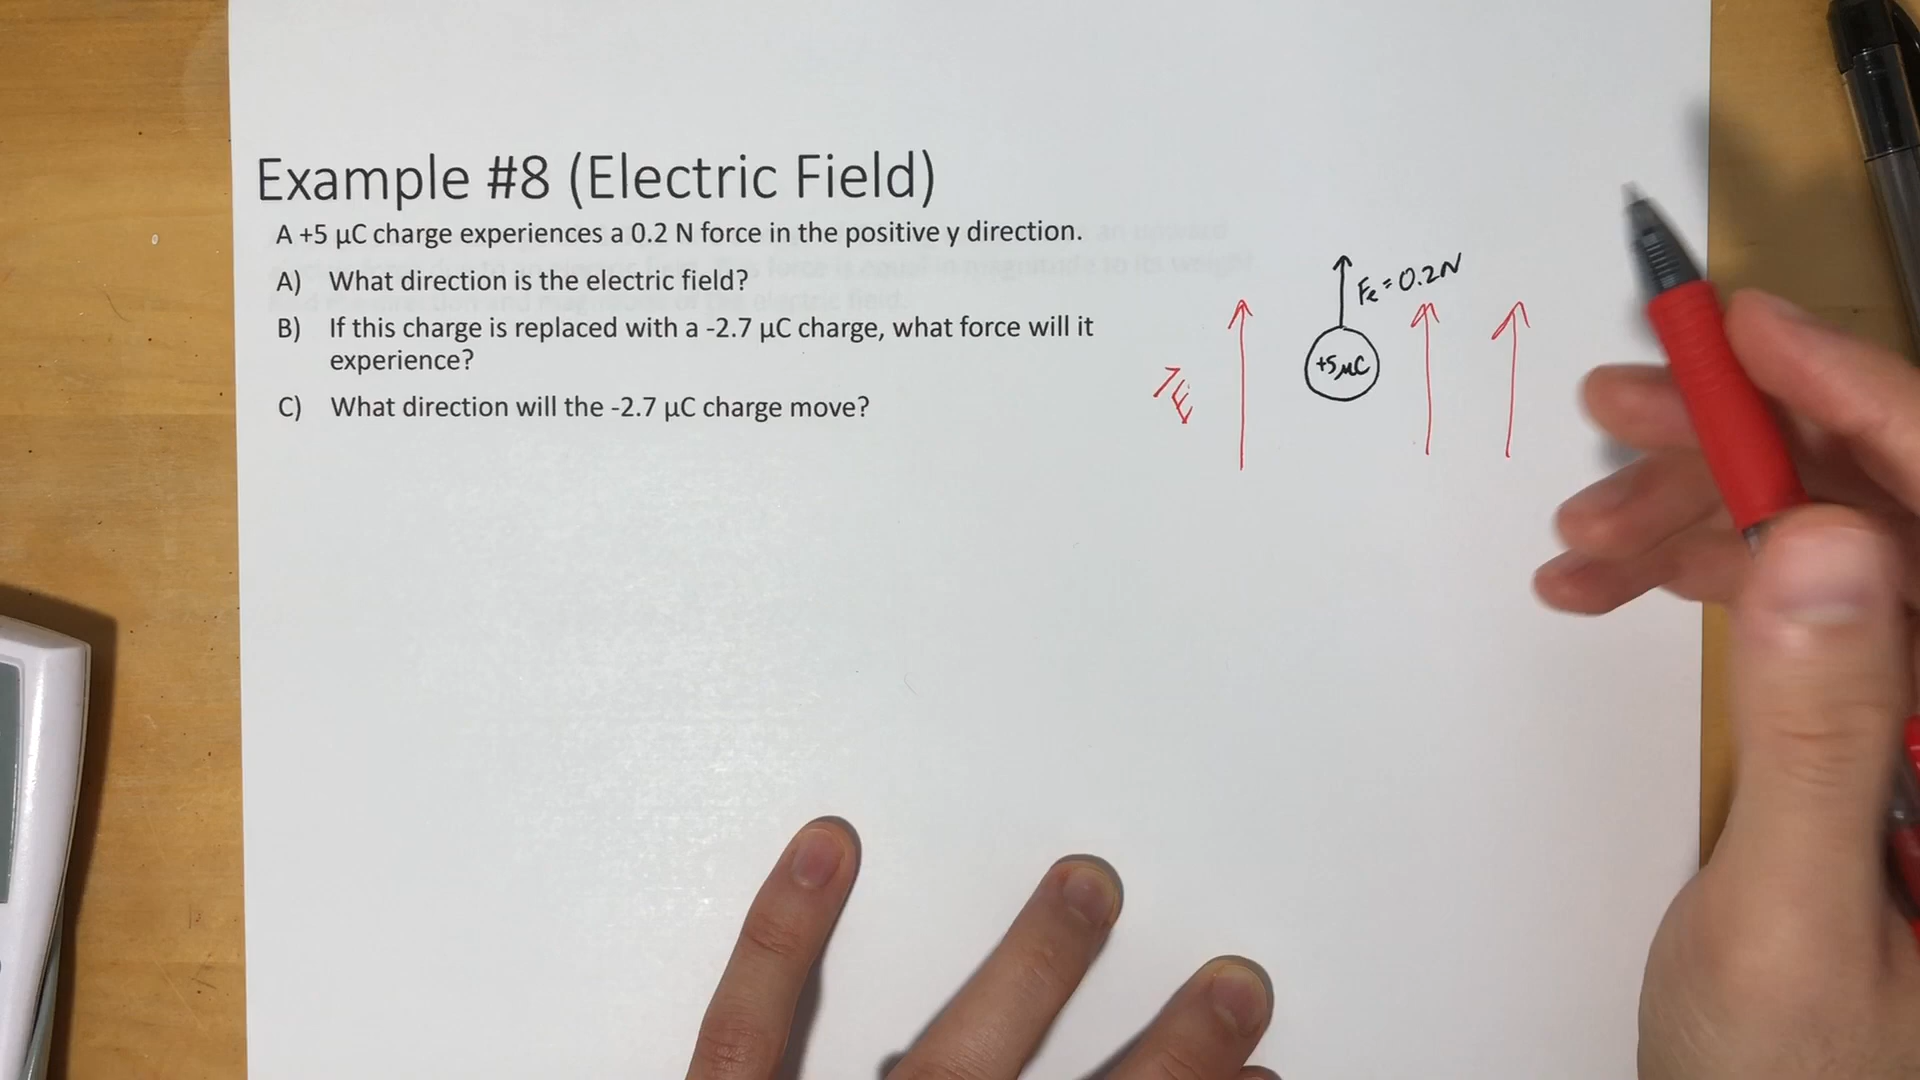 Example #8 (Electric Field)
A +5 µC charge experiences a 0.2 N force in the positive y direction.
A) What direction is the electric field?
B) If this charge is replaced with a -2.7 µC charge, what force will it
experience?
C) What direction will the -2.7 µC charge move?
Fe = 0.2N
+5µC
E